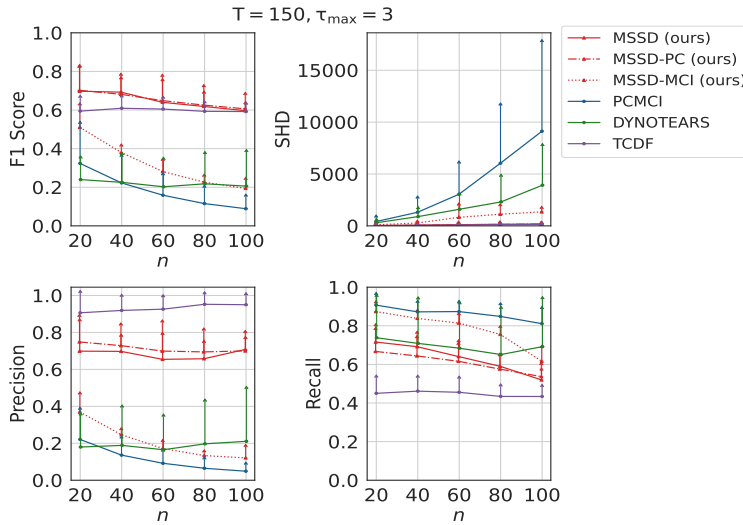 T = 150, τmax = 3
F1 Score
1.0
0.8
0.6
0.4
0.2
0.0
20 40 60 80 100
n
SHD
15000
10000
5000
0
20 40 60 80 100
n
MSSD (ours)
MSSD-PC (ours)
MSSD-MCI (ours)
PCMCI
DYNOTEARS
TCDF
Precision
1.0
0.8
0.6
0.4
0.2
0.0
20 40 60 80 100
n
Recall
1.0
0.8
0.6
0.4
0.2
0.0
20 40 60 80 100
n